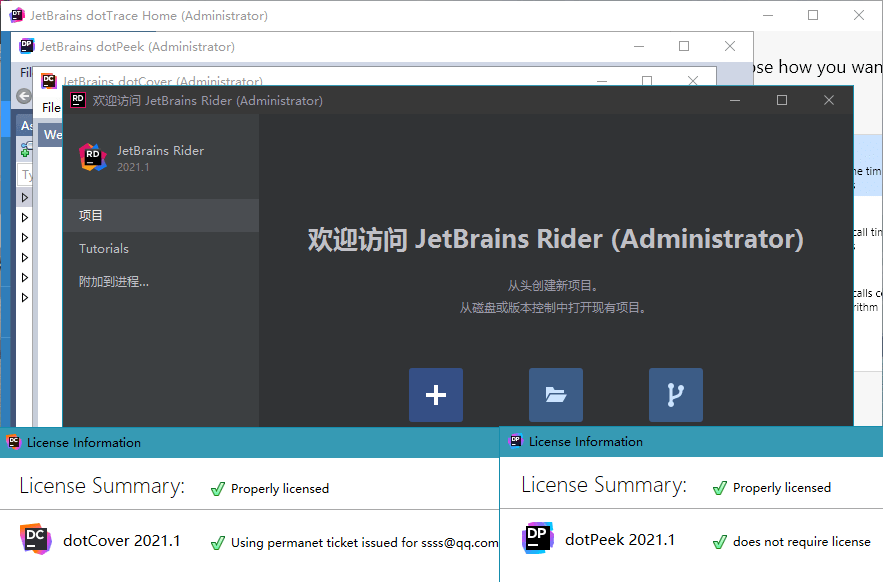 JetBrains dotTrace Home (Administrator)
JetBrains dotPeek (Administrator)
JetBrains dotCover (Administrator)
欢迎访问 JetBrains Rider (Administrator)
ose how you wan
Fil
File
As
We
Ty
JetBrains Rider
2021.1
项目
Tutorials
附加到进程...
欢迎访问 JetBrains Rider (Administrator)
从头创建新项目。
从磁盘或版本控制中打开现有项目。
he tim
s
call tim
s
calls co
rithm
License Information
License Summary:
Properly licensed
dotCover 2021.1
Using permanet ticket issued for ssss@qq.com
License Information
License Summary:
Properly licensed
dotPeek 2021.1
does not require license